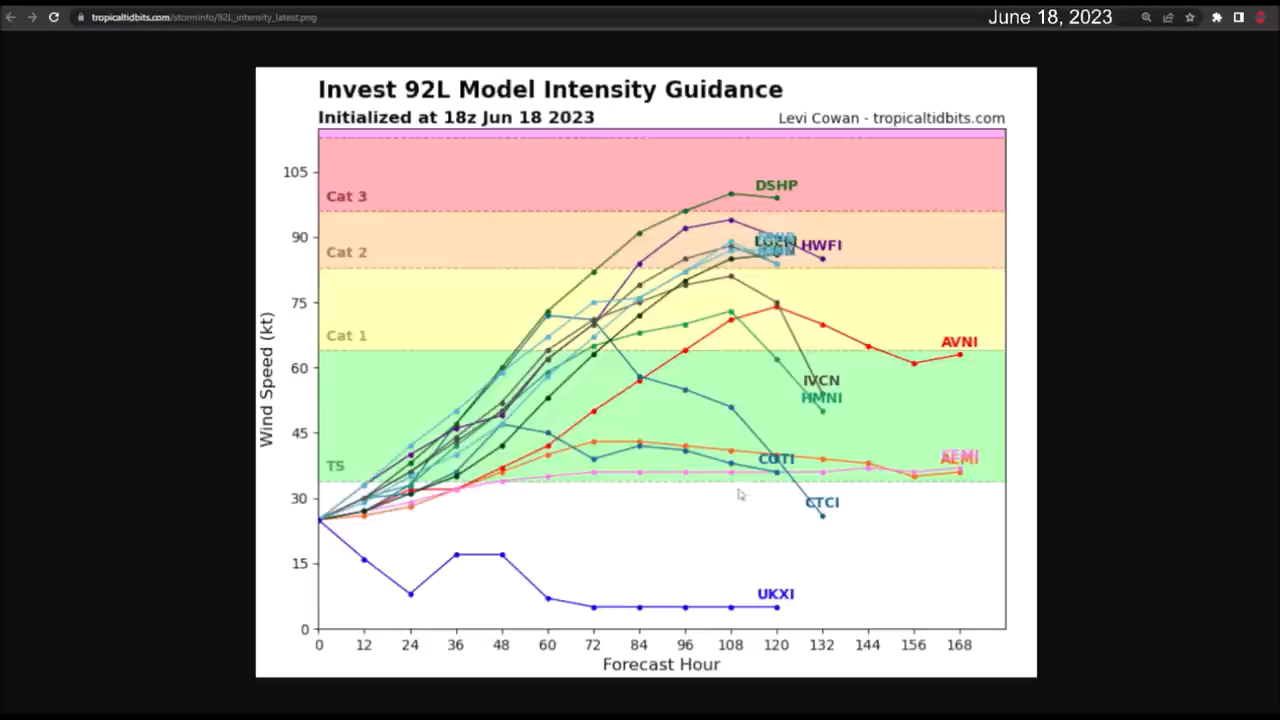 tropicaltidbits.com/storminfo/92L_intensity_latest.png
June 18, 2023
Invest 92L Model Intensity Guidance
Initialized at 18z Jun 18 2023
Levi Cowan - tropicaltidbits.com
105
90
75
60
45
30
15
0
Wind Speed (kt)
Cat 3
Cat 2
Cat 1
TS
DSHP
HWFI
AVNI
IVCN
HMNI
COTI
AEMI
CTCI
UKXI
0 12 24 36 48 60 72 84 96 108 120 132 144 156 168
Forecast Hour